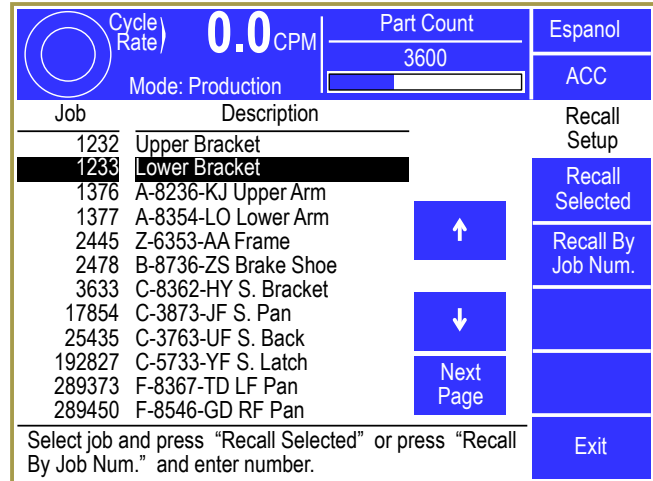 Cycle Rate
0.0 CPM
Mode: Production
Part Count
3600
Espanol
ACC
Job Description
1232 Upper Bracket
1233 Lower Bracket
1376 A-8236-KJ Upper Arm
1377 A-8354-LO Lower Arm
2445 Z-6353-AA Frame
2478 B-8736-ZS Brake Shoe
3633 C-8362-HY S. Bracket
17854 C-3873-JF S. Pan
25435 C-3763-UF S. Back
192827 C-5733-YF S. Latch
289373 F-8367-TD LF Pan
289450 F-8546-GD RF Pan
Next
Page
Recall
Setup
Recall
Selected
Recall By
Job Num.
Exit
Select job and press “Recall Selected” or press “Recall
By Job Num.” and enter number.